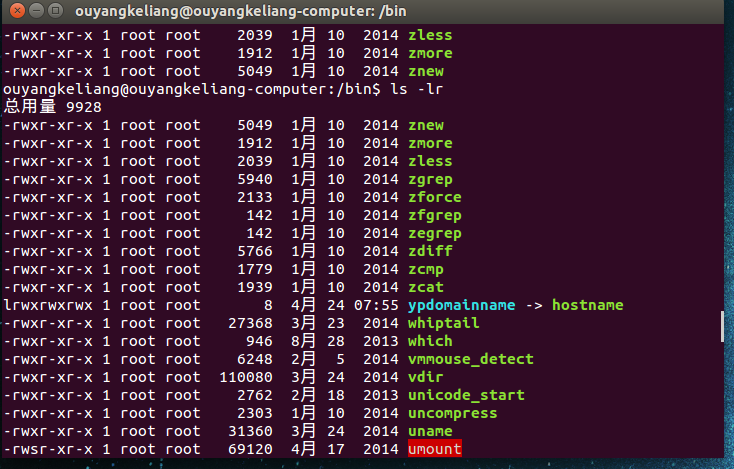 ouyangkeliang@ouyangkeliang-computer: /bin
-rwxr-xr-x 1 root root   2039  1月 10  2014 zless
-rwxr-xr-x 1 root root   1912  1月 10  2014 zmore
-rwxr-xr-x 1 root root   5049  1月 10  2014 znew
ouyangkeliang@ouyangkeliang-computer:/bin$ ls -lr
总用量 9928
-rwxr-xr-x 1 root root   5049  1月 10  2014 znew
-rwxr-xr-x 1 root root   1912  1月 10  2014 zmore
-rwxr-xr-x 1 root root   2039  1月 10  2014 zless
-rwxr-xr-x 1 root root   5940  1月 10  2014 zgrep
-rwxr-xr-x 1 root root   2133  1月 10  2014 zforce
-rwxr-xr-x 1 root root    142  1月 10  2014 zfgrep
-rwxr-xr-x 1 root root    142  1月 10  2014 zegrep
-rwxr-xr-x 1 root root   5766  1月 10  2014 zdiff
-rwxr-xr-x 1 root root   1779  1月 10  2014 zcmp
-rwxr-xr-x 1 root root   1939  1月 10  2014 zcat
lrwxrwxrwx 1 root root      8  4月 24 07:55 ypdomainname -> hostname
-rwxr-xr-x 1 root root  27368  3月 23  2014 whiptail
-rwxr-xr-x 1 root root    946  8月 28  2013 which
-rwxr-xr-x 1 root root   6248  2月  5  2014 vmmouse_detect
-rwxr-xr-x 1 root root 110080  3月 24  2014 vdir
-rwxr-xr-x 1 root root   2762  2月 18  2013 unicode_start
-rwxr-xr-x 1 root root   2303  1月 10  2014 uncompress
-rwxr-xr-x 1 root root  31360  3月 24  2014 uname
-rwsr-xr-x 1 root root  69120  4月 17  2014 umount